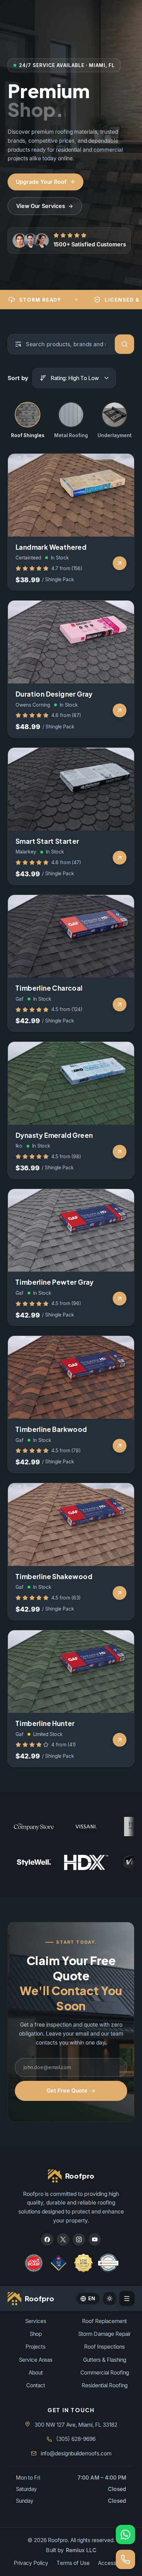 24/7 SERVICE AVAILABLE · MIAMI, FL
Premium
Shop.
Discover premium roofing materials, trusted
brands, competitive prices, and dependable
products ready for residential and commercial
projects alike today online.
Upgrade Your Roof
View Our Services
1500+ Satisfied Customers
STORM READY
LICENSED &
Search products, brands and
Sort by
Rating: High To Low
Roof Shingles
Metal Roofing
Underlayment
Landmark Weathered
Certainteed
In Stock
4.7 from (156)
$38.99 / Single Pack
Duration Designer Gray
Owens Corning
In Stock
4.6 from (87)
$48.99 / Single Pack
Smart Start Starter
Malarkey
In Stock
4.6 from (47)
$43.99 / Single Pack
Timberline Charcoal
Gaf
In Stock
4.5 from (124)
$42.99 / Single Pack
Dynasty Emerald Green
Iko
In Stock
4.5 from (98)
$36.99 / Single Pack
Timberline Pewter Gray
Gaf
In Stock
4.5 from (96)
$42.99 / Single Pack
Timberline Barkwood
Gaf
In Stock
4.5 from (78)
$42.99 / Single Pack
Timberline Shakewood
Gaf
In Stock
4.5 from (63)
$42.99 / Single Pack
Timberline Hunter
Gaf
Limited Stock
4 from (41)
$42.99 / Single Pack
Company Store
VISSANI
StyleWell.
HDX
START TODAY.
Claim Your Free
Quote
We'll Contact You
Soon
Get a free inspection and quote with zero
obligation. Leave your email and our team
contacts you within one day.
john.doe@email.com
Get Free Quote
Roofpro
Roofpro is committed to providing high
quality, durable and reliable roofing
solutions designed to protect and enhance
your property.
Roofpro
EN
Services
Roof Replacement
Shop
Storm Damage Repair
Projects
Roof Inspections
Service Areas
Gutters & Flashing
About
Commercial Roofing
Contact
Residential Roofing
GET IN TOUCH
300 NW 127 Ave, Miami, FL 33182
(305) 628-9696
info@designbuilderroofs.com
Mon to Fri
7:00 AM – 4:00 PM
Saturday
Closed
Sunday
Closed
© 2026 Roofpro. All rights reserved.
Built by Remiux LLC
Privacy Policy
Terms of Use